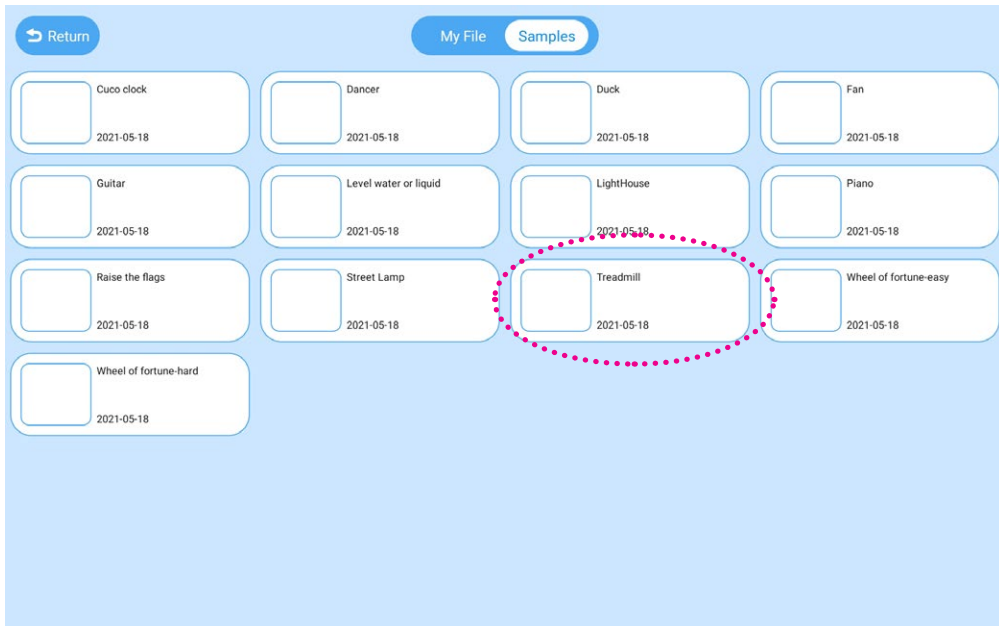 Return
My File Samples
Cuco clock
2021-05-18
Dancer
2021-05-18
Duck
2021-05-18
Fan
2021-05-18
Guitar
2021-05-18
Level water or liquid
2021-05-18
LightHouse
2021-05-18
Piano
2021-05-18
Raise the flags
2021-05-18
Street Lamp
2021-05-18
Treadmill
2021-05-18
Wheel of fortune-easy
2021-05-18
Wheel of fortune-hard
2021-05-18